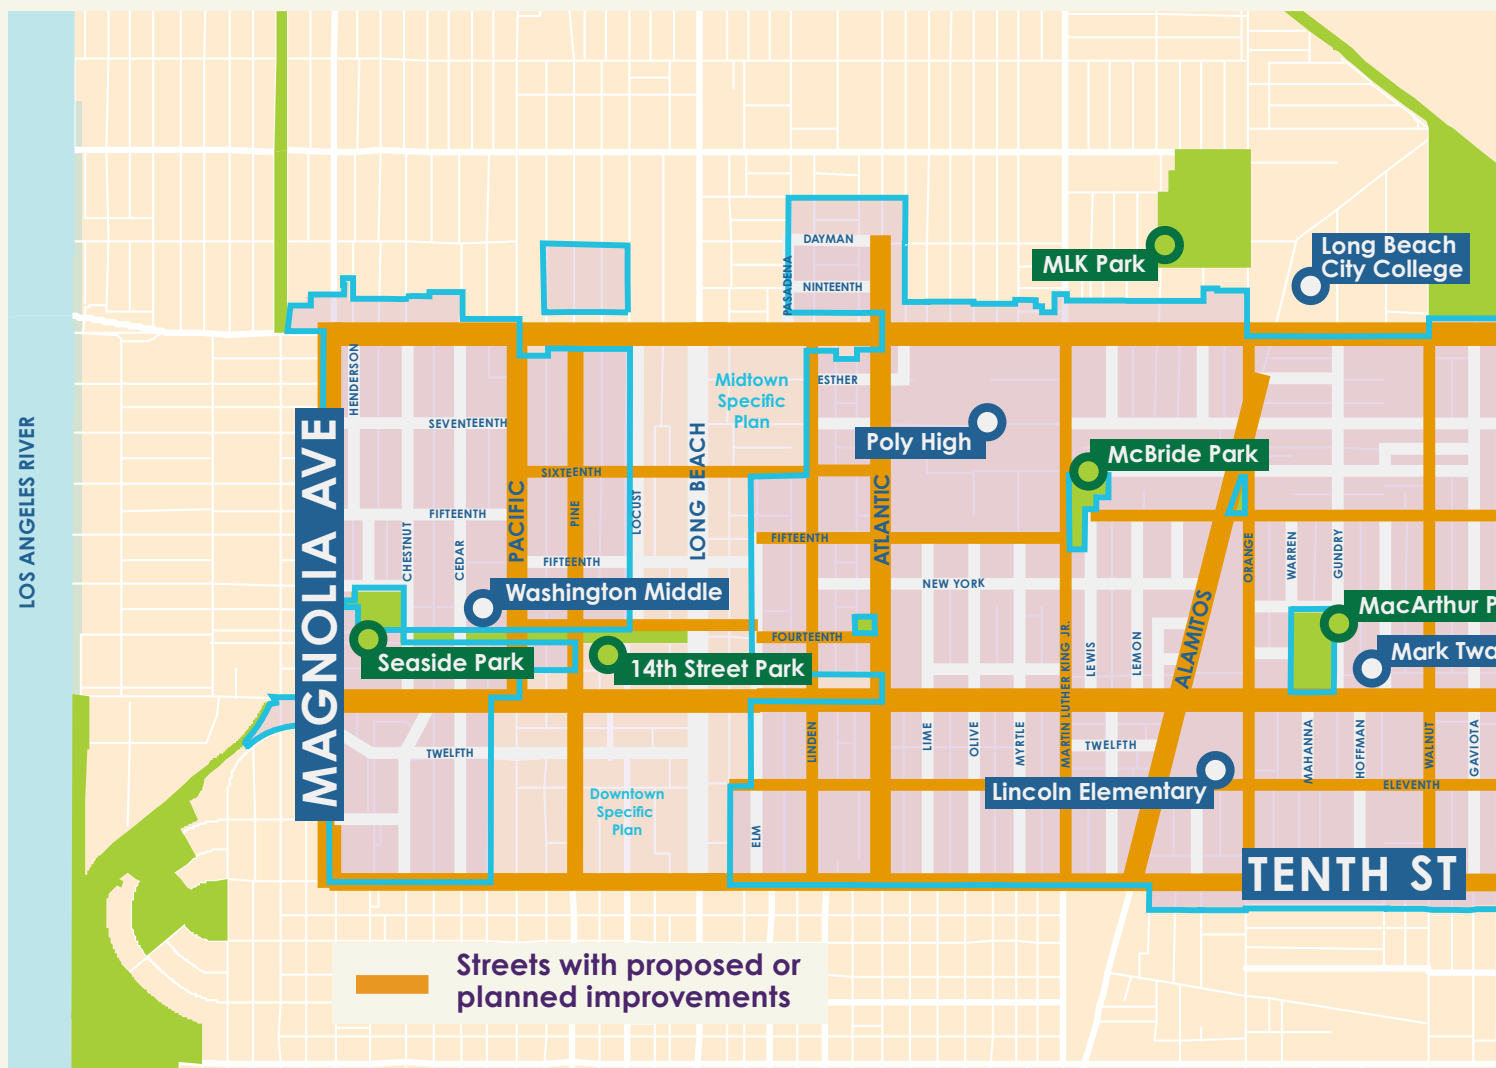 DAYMAN
PASADENA
NINTEENTH
MLK Park
Long Beach
City College
HENDERSON
Midtown
Specific
Plan
ESTHER
SEVENTEENTH
Poly High
McBride Park
LOS ANGELES RIVER
MAGNOLIA AVE
SIXTEENTH
LONG BEACH
PACIFIC
PINE
LOCUST
ATLANTIC
FIFTEENTH
CHESTNUT
CEDAR
FIFTEENTH
FIFTEENTH
ORANGE
WARREN
GUNDRY
NEW YORK
Washington Middle
MacArthur P
FOURTEENTH
ALAMITOS
MARTIN LUTHER KING JR.
LEWIS
LEMON
Mark Twa
Seaside Park
14th Street Park
TWELFTH
LINDEN
LIME
OLIVE
MYRTLE
TWELFTH
MAHANNA
HOFFMAN
WALNUT
GAVIOTA
Lincoln Elementary
ELEVENTH
Downtown
Specific
Plan
ELM
TENTH ST
Streets with proposed or
planned improvements